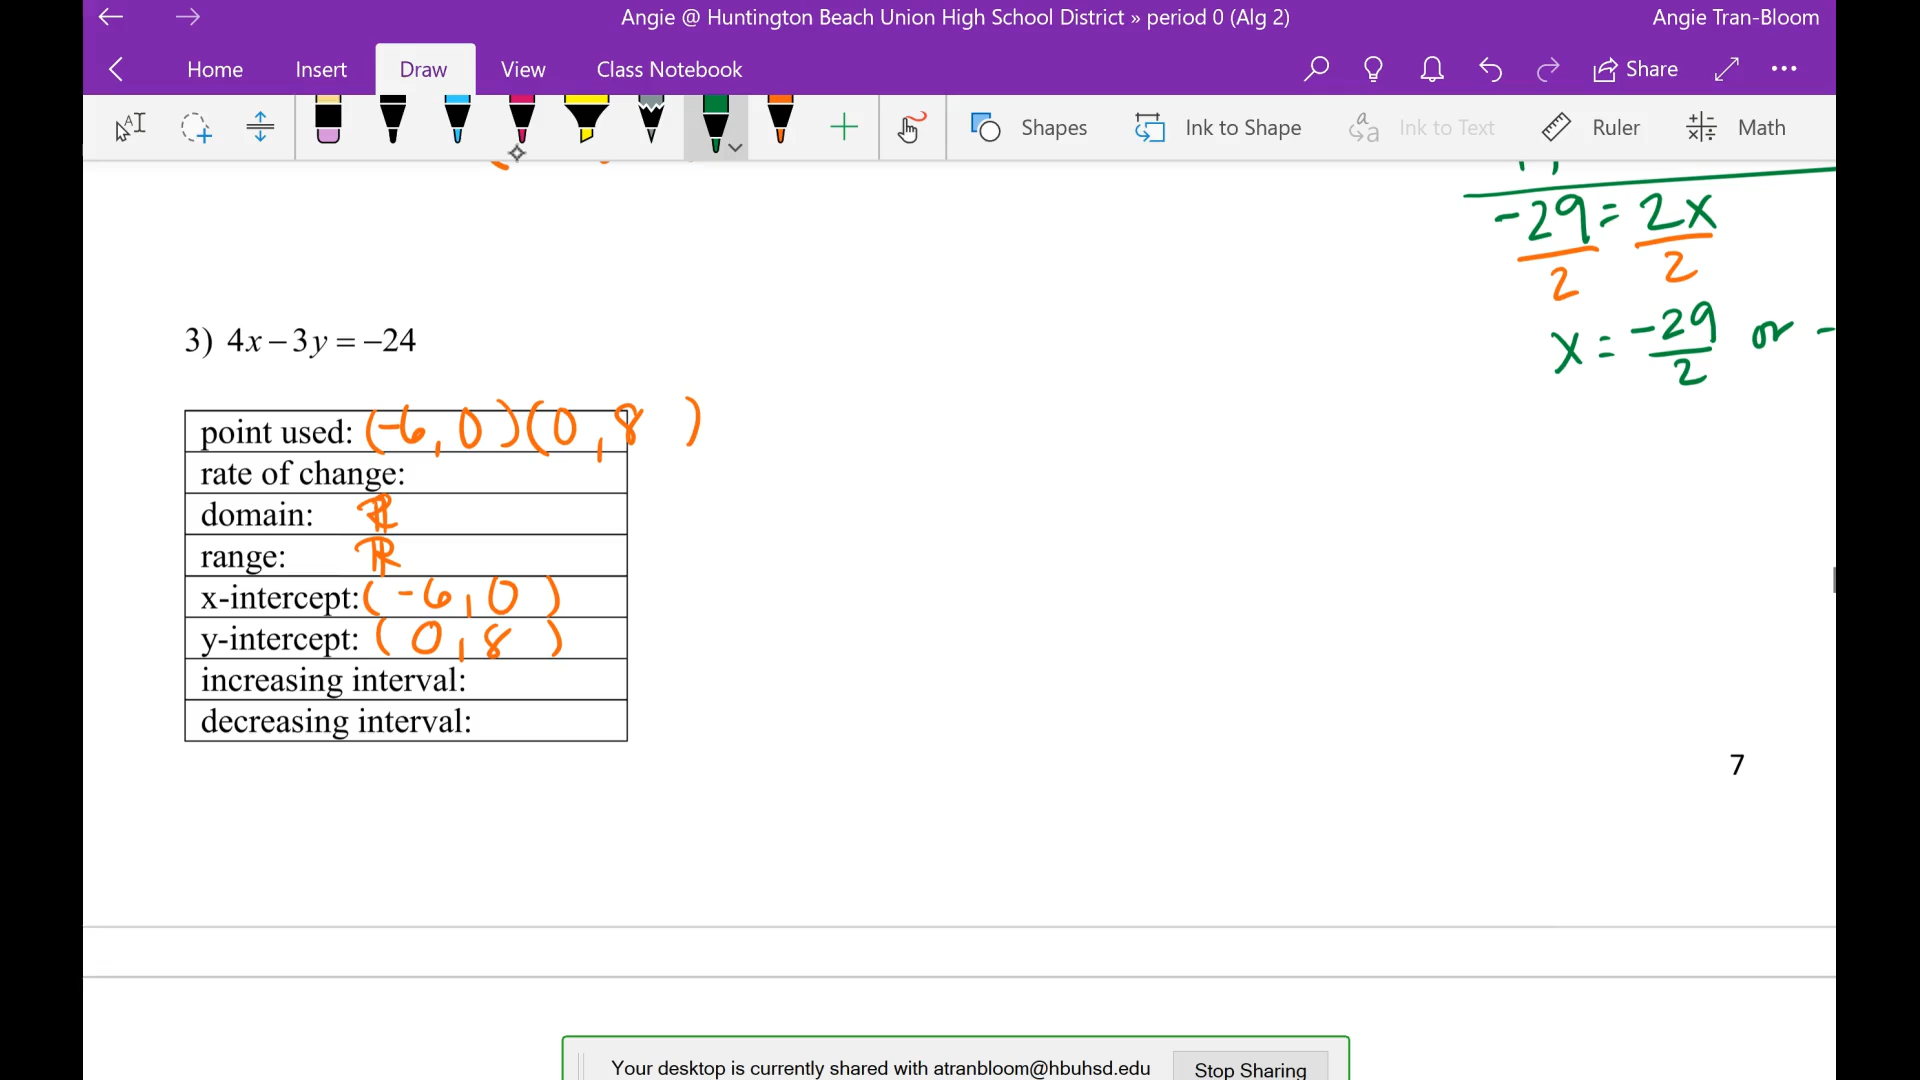 Angie @ Huntington Beach Union High School District » period 0 (Alg 2)
Angie Tran-Bloom
Home Insert Draw View Class Notebook Share
Shapes Ink to Shape Ink to Text Ruler Math
-29 = 2x
2 2
x = -29/2 or -
3) 4x – 3y = –24
point used: (-6, 0)(0, 8 )
rate of change:
domain: ℝ
range: ℝ
x-intercept: ( -6, 0 )
y-intercept: ( 0, 8 )
increasing interval:
decreasing interval:
7
Your desktop is currently shared with atranbloom@hbuhsd.edu Stop Sharing